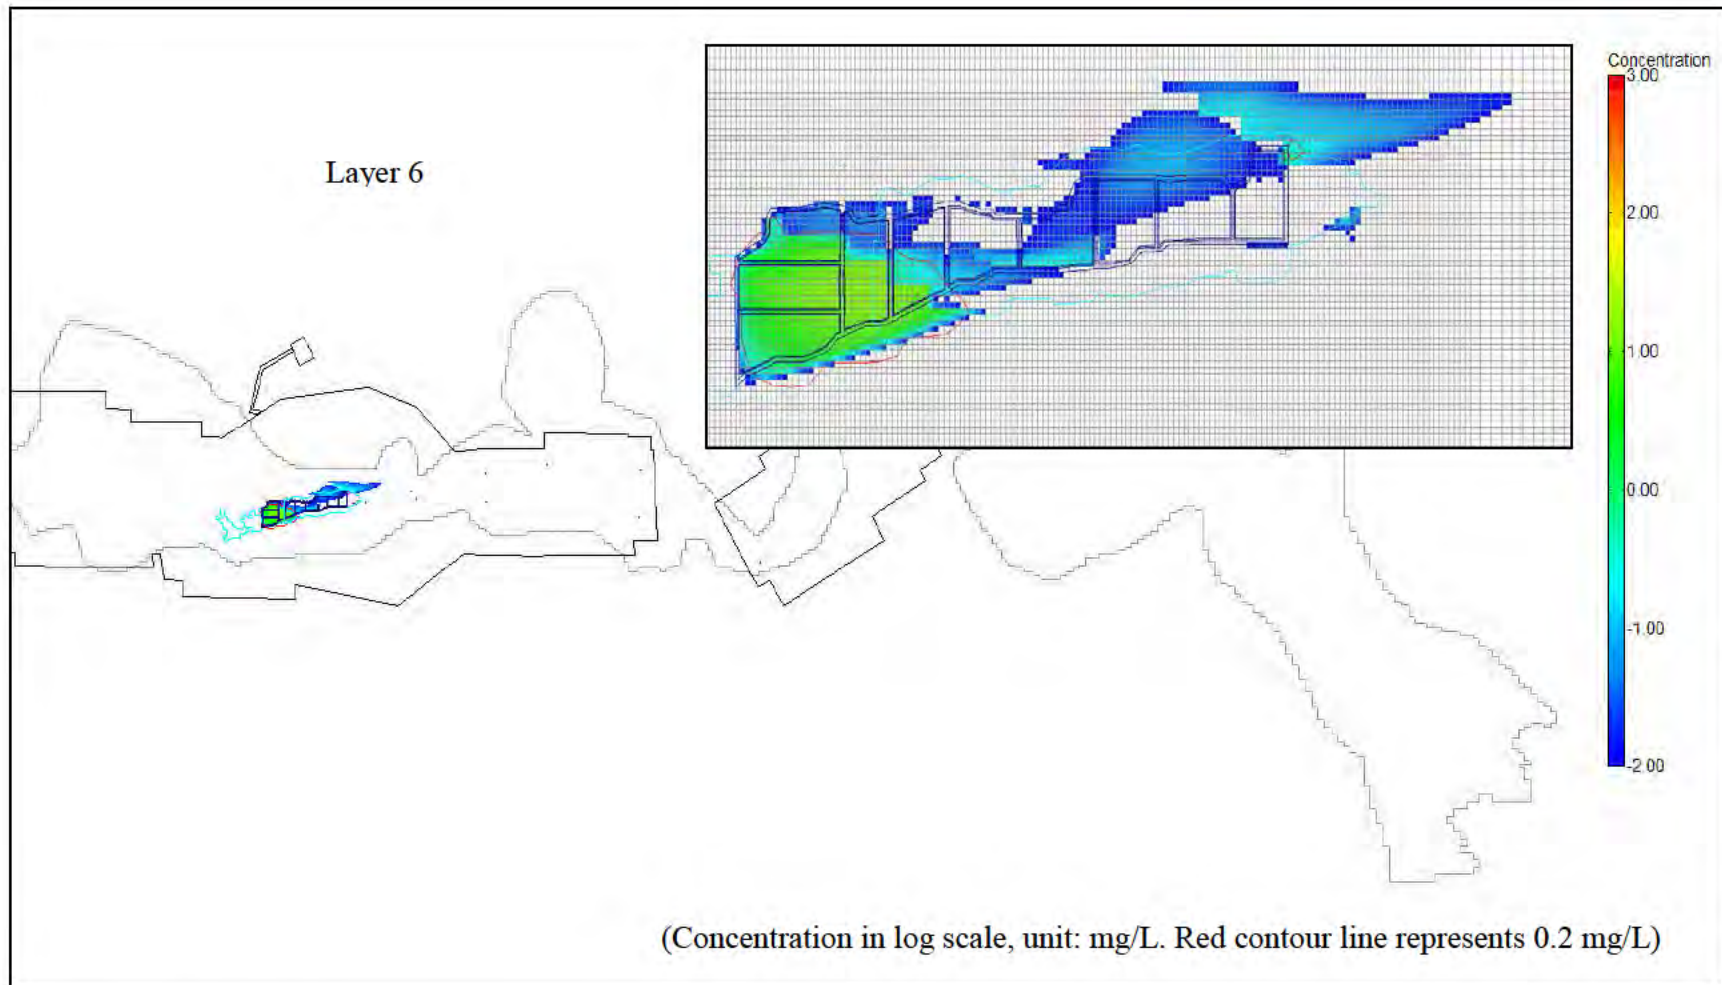 Layer 6
Concentration
3.00
2.00
1.00
0.00
-1.00
-2.00
(Concentration in log scale, unit: mg/L. Red contour line represents 0.2 mg/L)